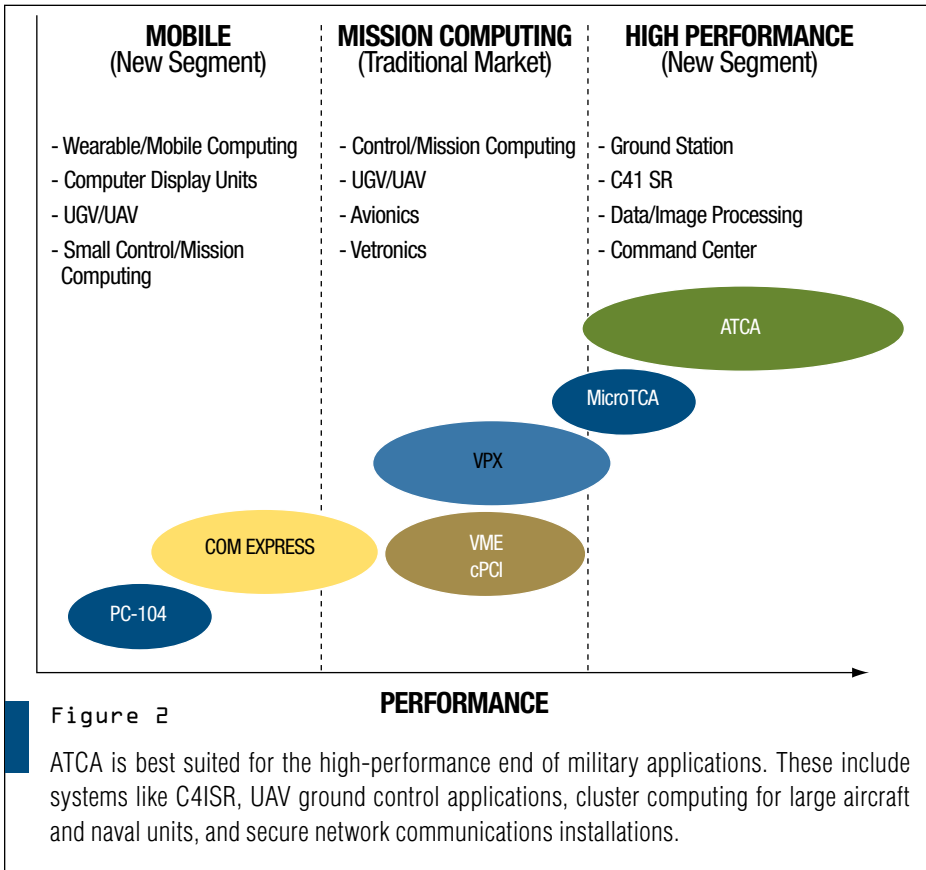 MOBILE
(New Segment)
- Wearable/Mobile Computing
- Computer Display Units
- UGV/UAV
- Small Control/Mission
Computing
MISSION COMPUTING
(Traditional Market)
- Control/Mission Computing
- UGV/UAV
- Avionics
- Vetronics
HIGH PERFORMANCE
(New Segment)
- Ground Station
- C41 SR
- Data/Image Processing
- Command Center
ATCA
MicroTCA
VPX
COM EXPRESS
VME
cPCI
PC-104
PERFORMANCE
Figure 2
ATCA is best suited for the high-performance end of military applications. These include
systems like C4ISR, UAV ground control applications, cluster computing for large aircraft
and naval units, and secure network communications installations.